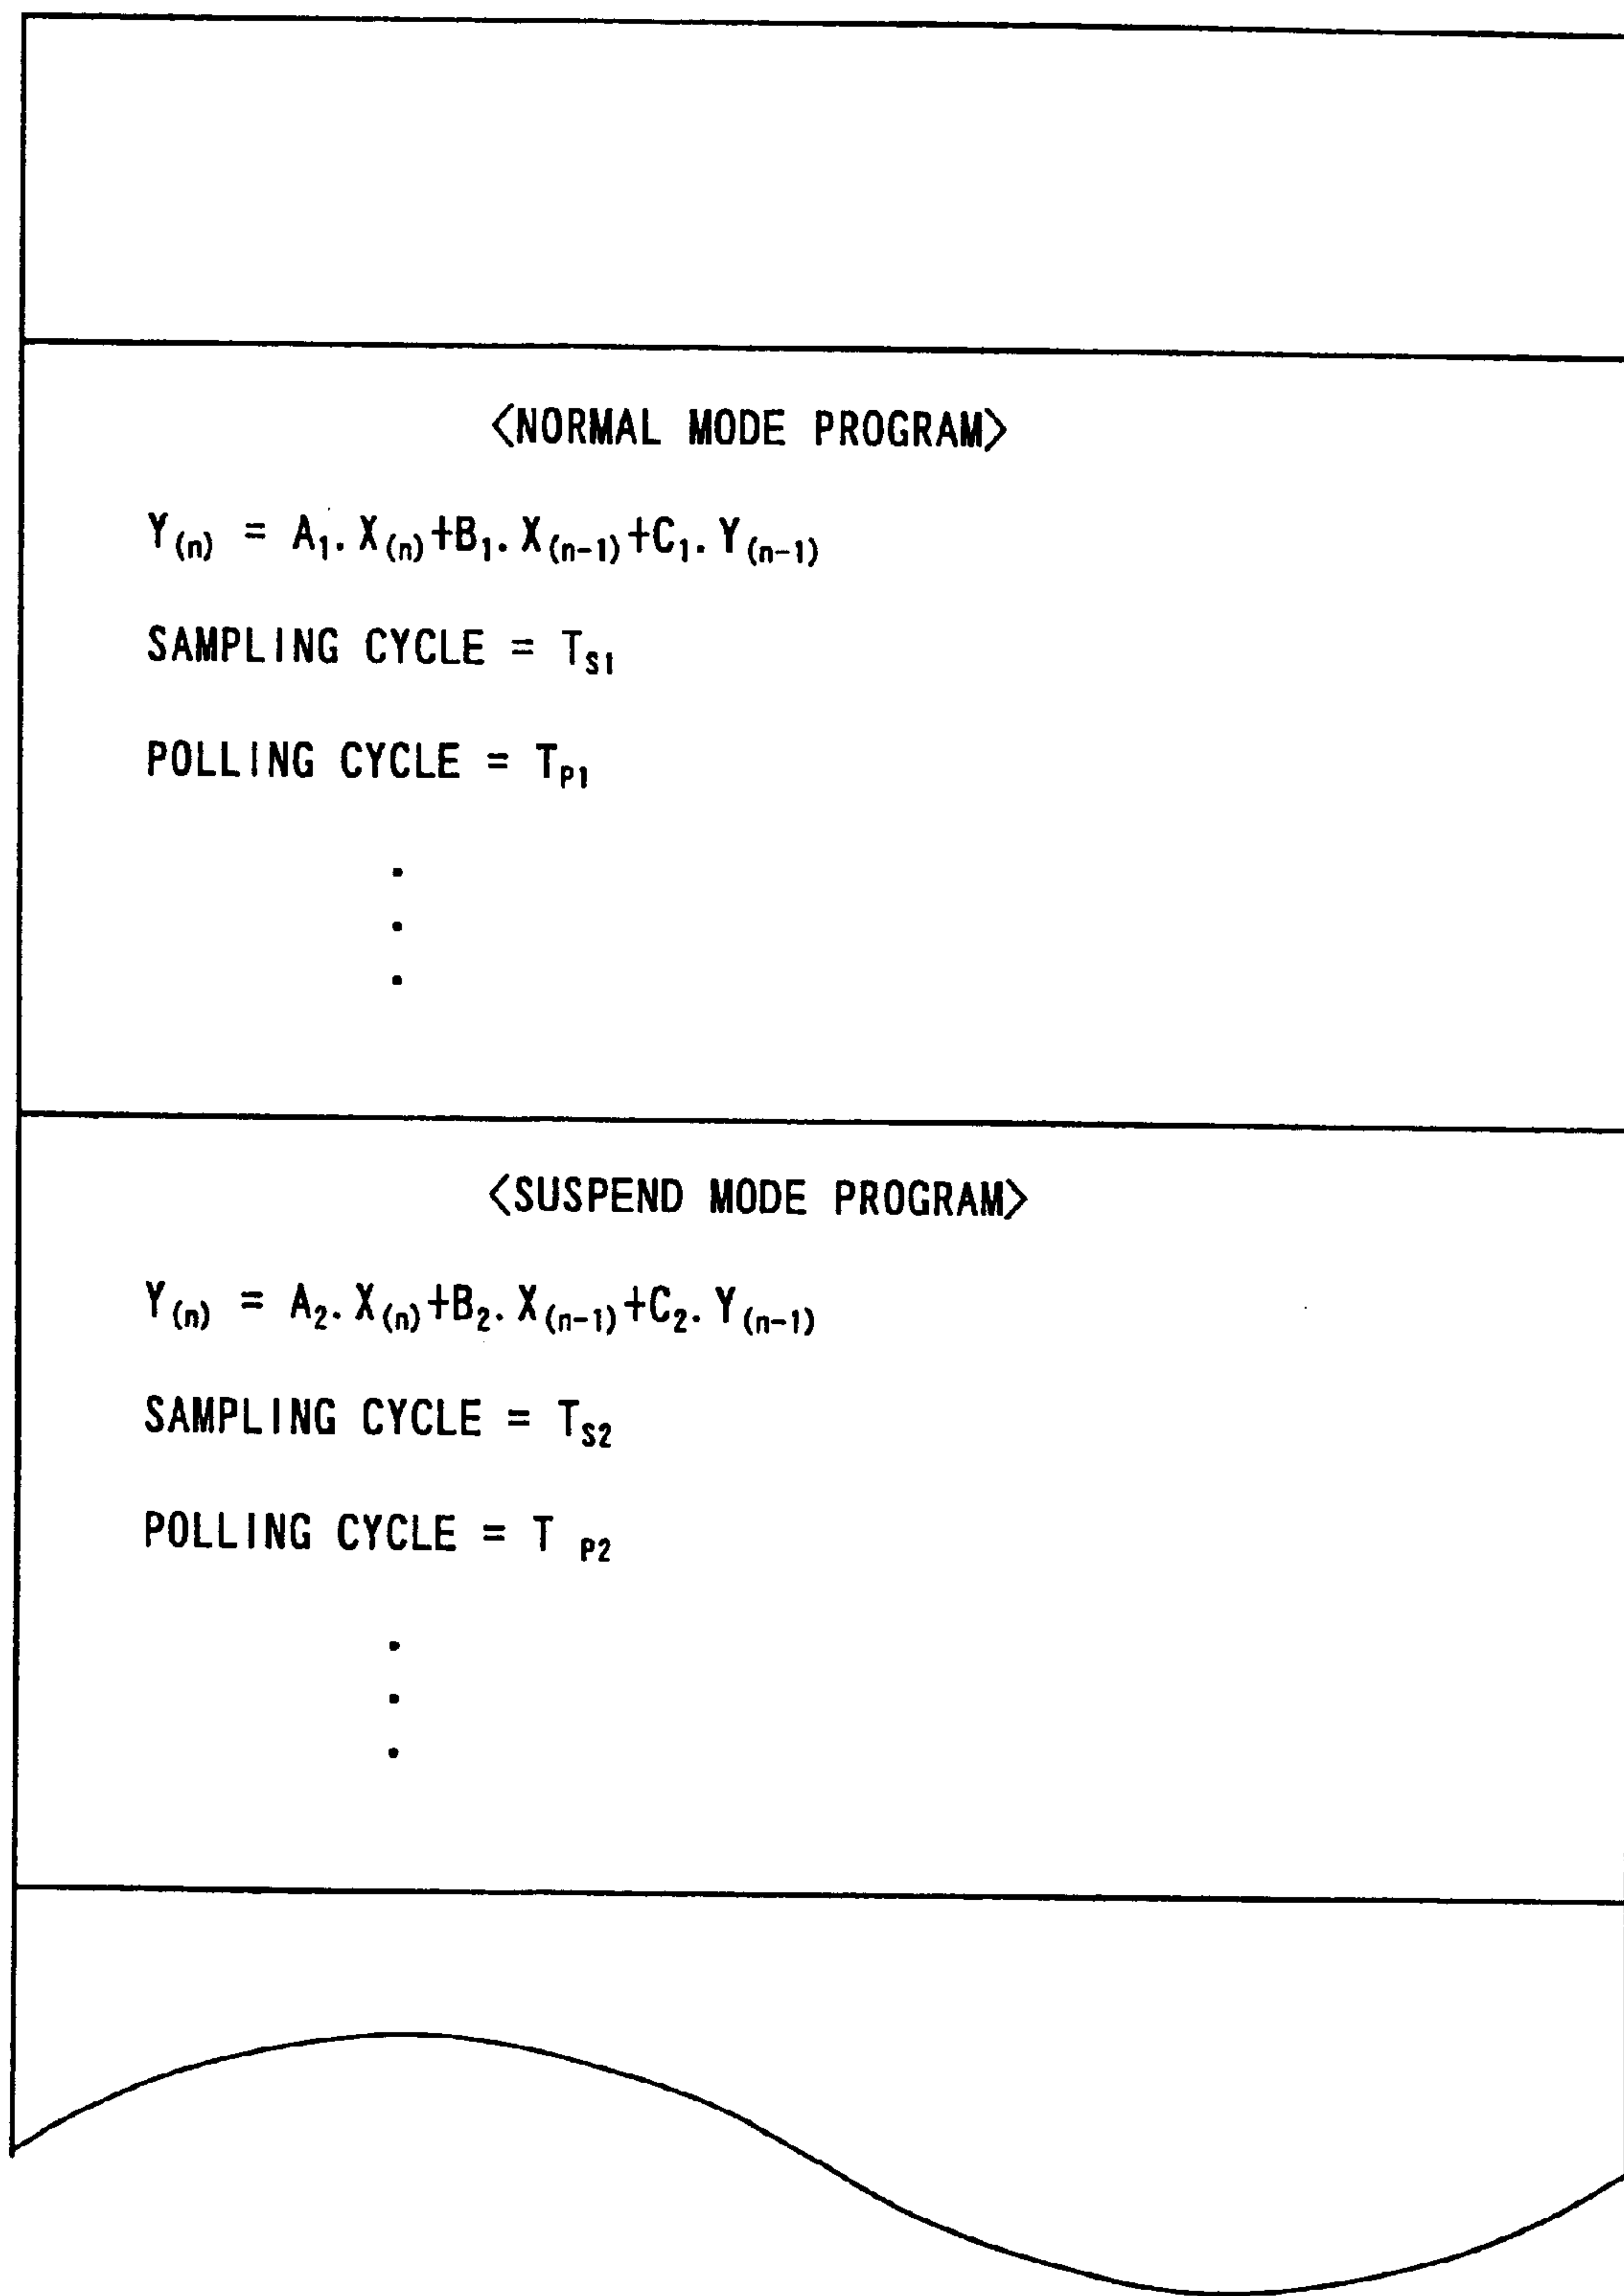 <NORMAL MODE PROGRAM>
Y(n) = A1. X(n)+B1. X(n-1)+C1. Y(n-1)
SAMPLING CYCLE = TS1
POLLING CYCLE = TP1
.
.
.
<SUSPEND MODE PROGRAM>
Y(n) = A2. X(n)+B2. X(n-1)+C2. Y(n-1)
SAMPLING CYCLE = TS2
POLLING CYCLE = T P2
.
.
.